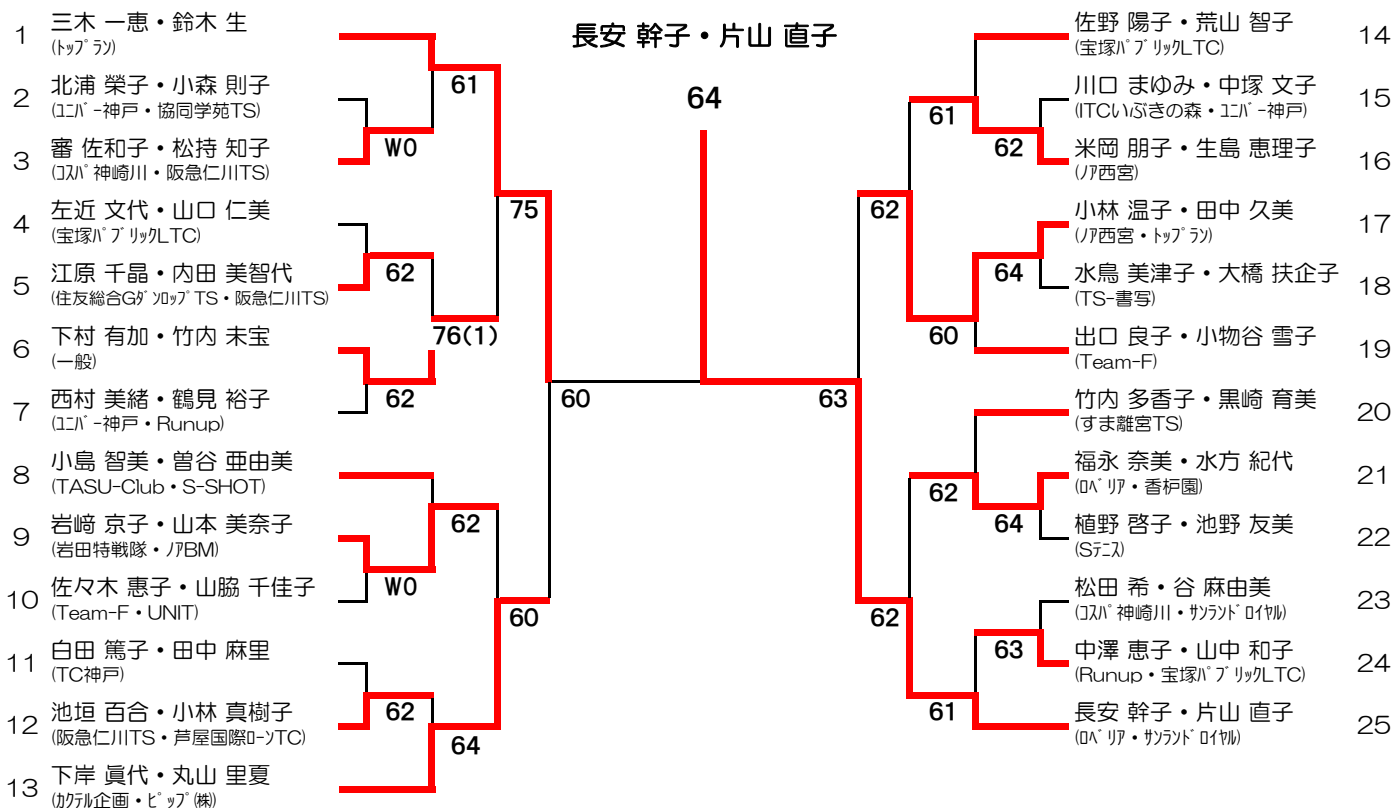 長安 幹子・片山 直子
64
1
三木 一恵・鈴木 生
(トップラン)
2
北浦 榮子・小森 則子
(ユニバー神戸・協同学苑TS)
3
審 佐和子・松持 知子
(コスパ神崎川・阪急仁川TS)
4
左近 文代・山口 仁美
(宝塚パブリックLTC)
5
江原 千晶・内田 美智代
(住友総合GダンロップTS・阪急仁川TS)
6
下村 有加・竹内 未宝
(一般)
7
西村 美緒・鶴見 裕子
(ユニバー神戸・Runup)
8
小島 智美・曽谷 亜由美
(TASU-Club・S-SHOT)
9
岩﨑 京子・山本 美奈子
(岩田特戦隊・ノアBM)
10
佐々木 惠子・山脇 千佳子
(Team-F・UNIT)
11
白田 篤子・田中 麻里
(TC神戸)
12
池垣 百合・小林 真樹子
(阪急仁川TS・芦屋国際ローンTC)
13
下岸 眞代・丸山 里夏
(カクテル企画・ビップ㈱)
61
W0
62
76(1)
62
75
62
W0
62
64
60
60
63
佐野 陽子・荒山 智子
(宝塚パブリックLTC)
14
川口 まゆみ・中塚 文子
(ITCいぶきの森・ユニバー神戸)
15
米岡 朋子・生島 恵理子
(ノア西宮)
16
小林 温子・田中 久美
(ノア西宮・トップラン)
17
水鳥 美津子・大橋 扶企子
(TS-書写)
18
出口 良子・小物谷 雪子
(Team-F)
19
竹内 多香子・黒崎 育美
(すま離宮TS)
20
福永 奈美・水方 紀代
(ロベリア・香枦園)
21
植野 啓子・池野 友美
(Sテニス)
22
松田 希・谷 麻由美
(コスパ神崎川・サンランドロイヤル)
23
中澤 恵子・山中 和子
(Runup・宝塚パブリックLTC)
24
長安 幹子・片山 直子
(ロベリア・サンランドロイヤル)
25
61
62
62
64
60
62
64
62
63
61